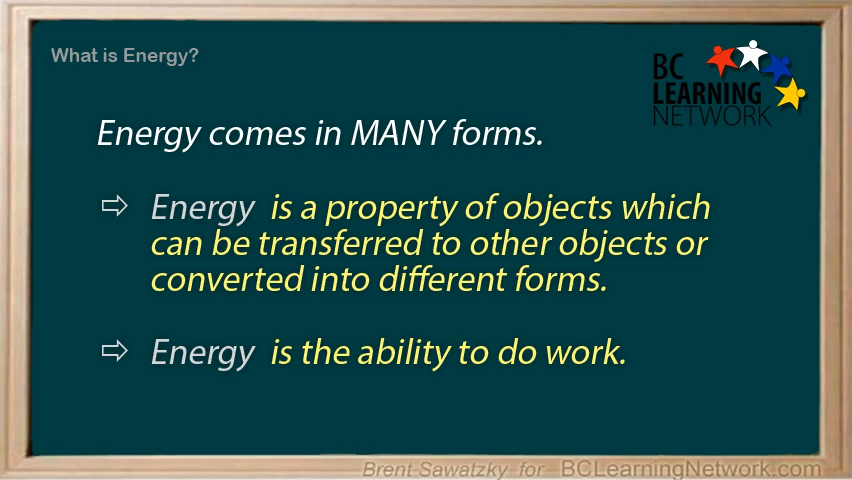 What is Energy?
BC
LEARNING
NETWORK
Energy comes in MANY forms.
⇨ Energy is a property of objects which
can be transferred to other objects or
converted into different forms.
⇨ Energy is the ability to do work.
Brent Sawatzky for BCLearningNetwork.com